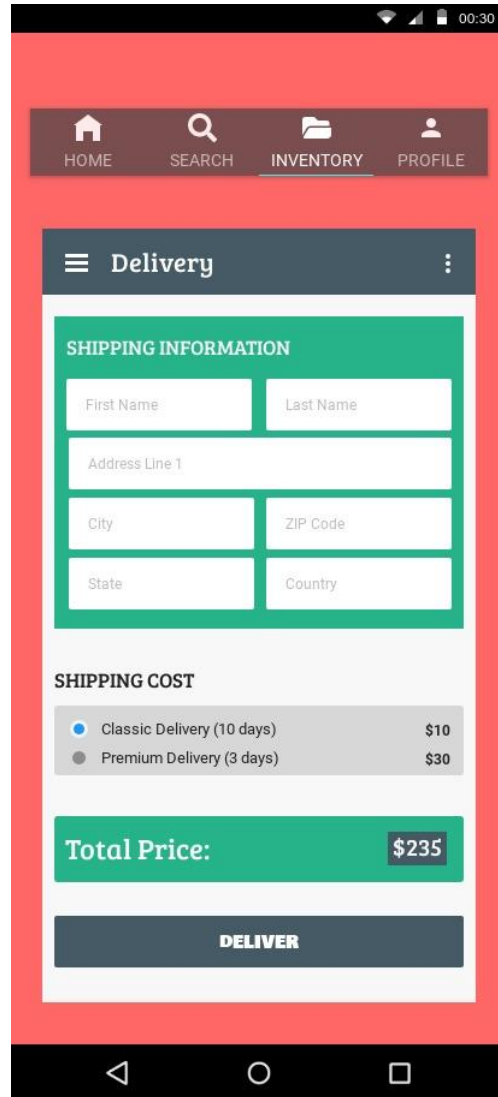 00:30
HOME SEARCH INVENTORY PROFILE
Delivery
SHIPPING INFORMATION
First Name Last Name
Address Line 1
City ZIP Code
State Country
SHIPPING COST
Classic Delivery (10 days) $10
Premium Delivery (3 days) $30
Total Price: $235
DELIVER